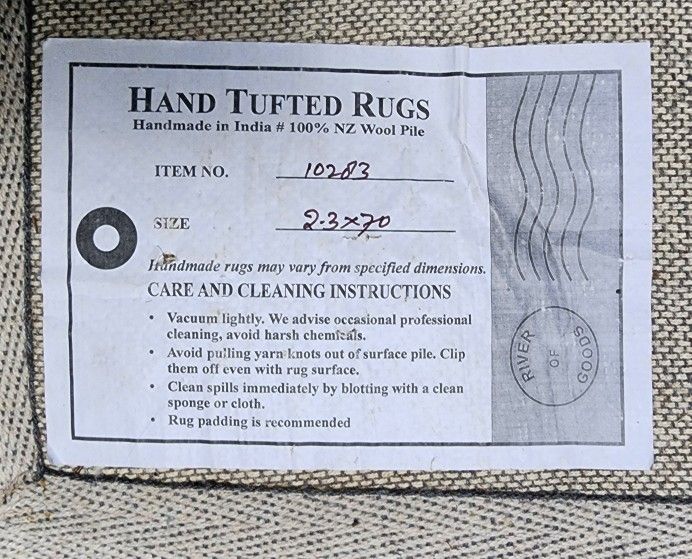 HAND TUFTED RUGS
Handmade in India # 100% NZ Wool Pile
ITEM NO. 10283
SIZE 2.3x70
Handmade rugs may vary from specified dimensions.
CARE AND CLEANING INSTRUCTIONS
• Vacuum lightly. We advise occasional professional
cleaning, avoid harsh chemicals.
• Avoid pulling yarn knots out of surface pile. Clip
them off even with rug surface.
• Clean spills immediately by blotting with a clean
sponge or cloth.
• Rug padding is recommended
RIVER OF GOODS